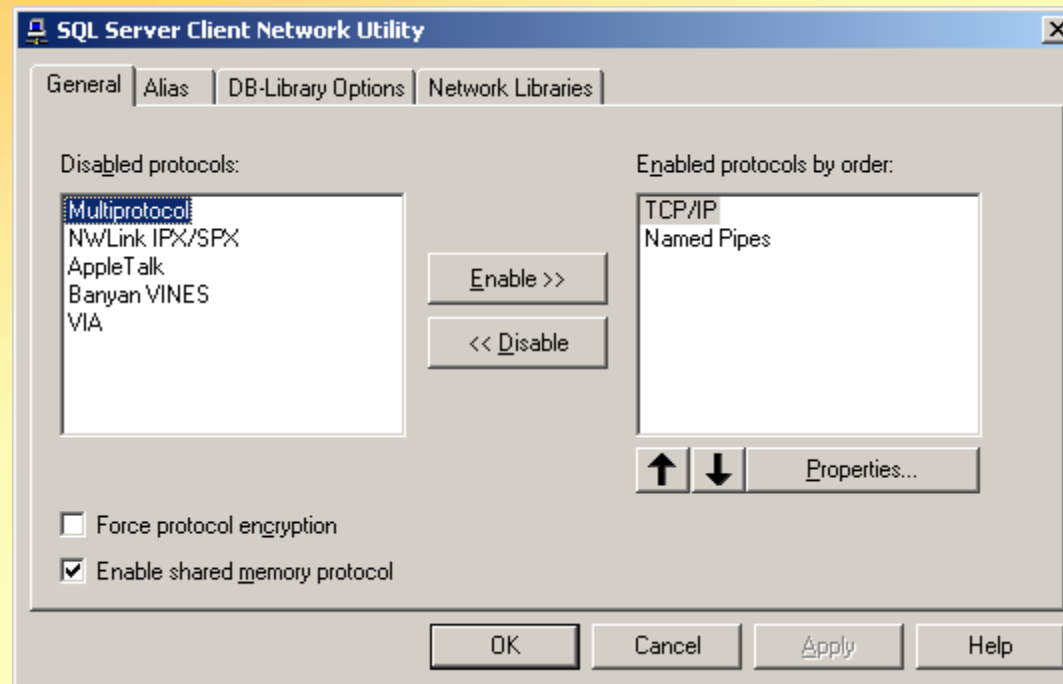 SQL Server Client Network Utility
General
Alias
DB-Library Options
Network Libraries
Disabled protocols:
Enabled protocols by order:
Multiprotocol
NWLink IPX/SPX
AppleTalk
Banyan VINES
VIA
Enable >>
<< Disable
TCP/IP
Named Pipes
Properties...
Force protocol encryption
Enable shared memory protocol
OK
Cancel
Apply
Help